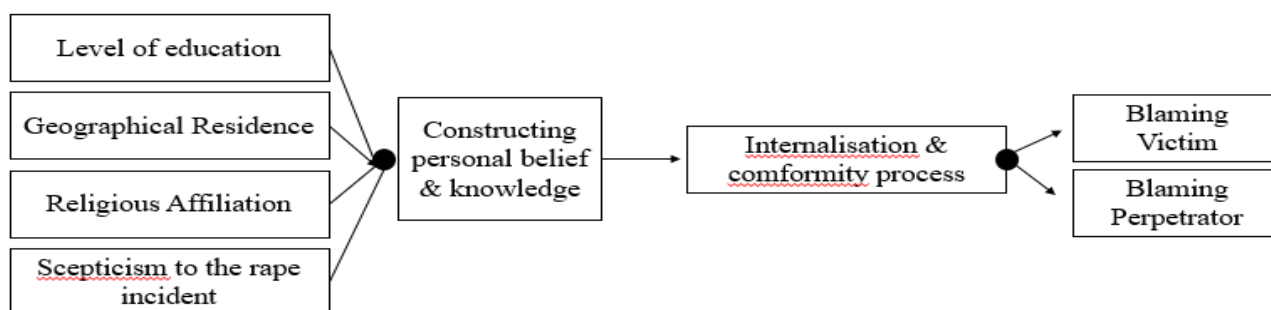 Level of education
Geographical Residence
Religious Affiliation
Scepticism to the rape
incident
Constructing
personal belief
& knowledge
Internalisation &
comformity process
Blaming
Victim
Blaming
Perpetrator